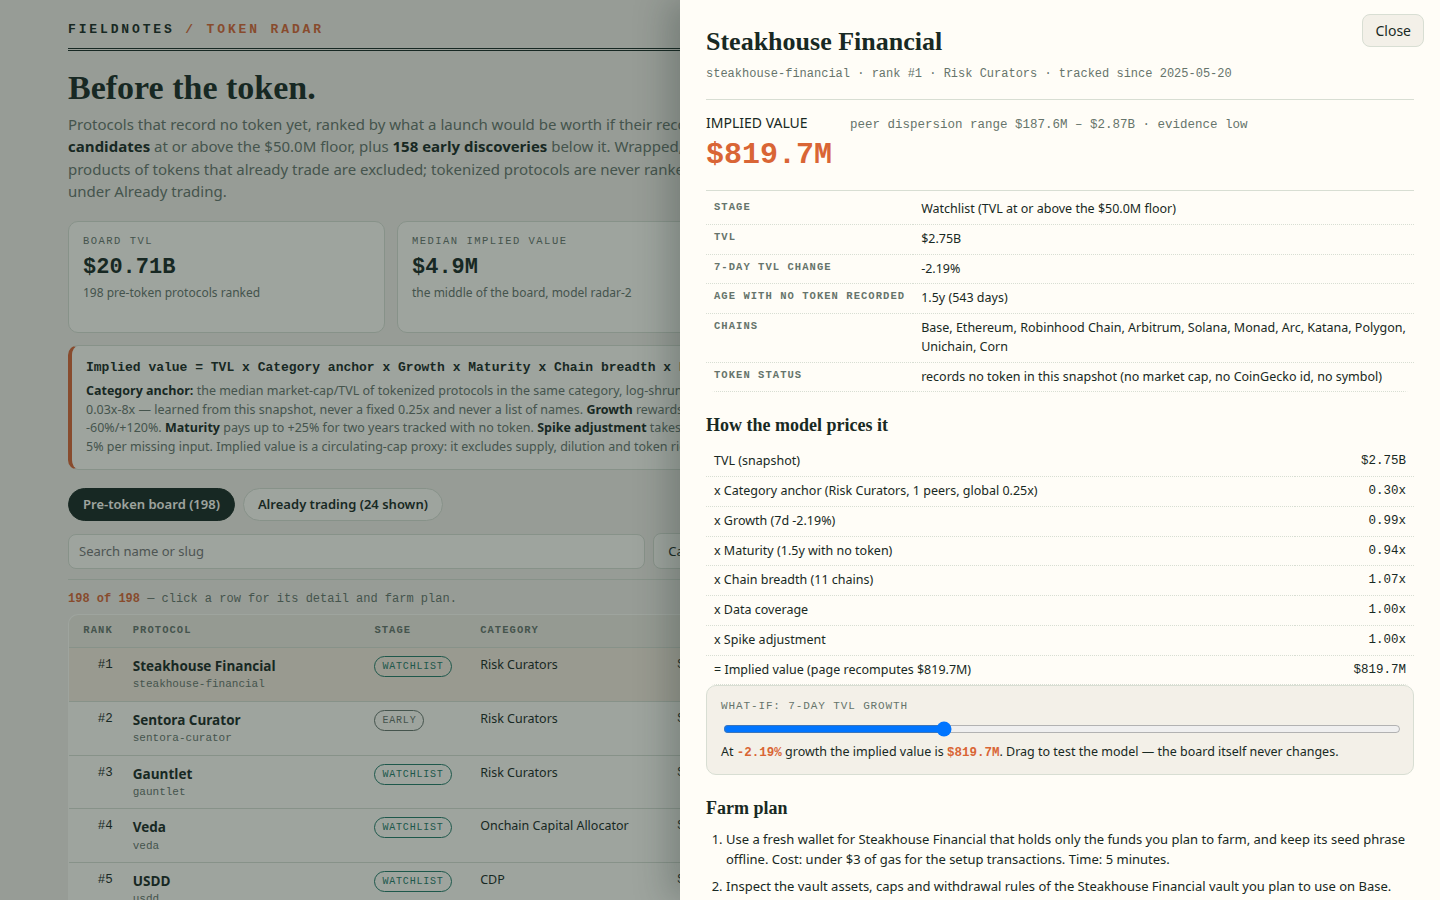 FIELDNOTES / TOKEN RADAR
Before the token.
Protocols that record no token yet, ranked by what a launch would be worth if their
candidates at or above the $50.0M floor, plus 158 early discoveries below it. Wrapped,
products of tokens that already trade are excluded; tokenized protocols are never ranke
under Already trading.
BOARD TVL
$20.71B
198 pre-token protocols ranked
MEDIAN IMPLIED VALUE
$4.9M
the middle of the board, model radar-2
Implied value = TVL x Category anchor x Growth x Maturity x Chain breadth x
Category anchor: the median market-cap/TVL of tokenized protocols in the same category, log-shrun
0.03x-8x — learned from this snapshot, never a fixed 0.25x and never a list of names. Growth rewards
-60%/+120%. Maturity pays up to +25% for two years tracked with no token. Spike adjustment takes
5% per missing input. Implied value is a circulating-cap proxy: it excludes supply, dilution and token ri
Pre-token board (198)
Already trading (24 shown)
Search name or slug
Ca
198 of 198 — click a row for its detail and farm plan.
RANK PROTOCOL STAGE CATEGORY
#1 Steakhouse Financial WATCHLIST Risk Curators
steakhouse-financial
#2 Sentora Curator EARLY Risk Curators
sentora-curator
#3 Gauntlet WATCHLIST Risk Curators
gauntlet
#4 Veda WATCHLIST Onchain Capital Allocator
veda
#5 USDD WATCHLIST CDP
usdd
Close
Steakhouse Financial
steakhouse-financial · rank #1 · Risk Curators · tracked since 2025-05-20
IMPLIED VALUE
$819.7M
peer dispersion range $187.6M – $2.87B · evidence low
STAGE Watchlist (TVL at or above the $50.0M floor)
TVL $2.75B
7-DAY TVL CHANGE -2.19%
AGE WITH NO TOKEN RECORDED 1.5y (543 days)
CHAINS Base, Ethereum, Robinhood Chain, Arbitrum, Solana, Monad, Arc, Katana, Polygon,
Unichain, Corn
TOKEN STATUS records no token in this snapshot (no market cap, no CoinGecko id, no symbol)
How the model prices it
TVL (snapshot) $2.75B
x Category anchor (Risk Curators, 1 peers, global 0.25x) 0.30x
x Growth (7d -2.19%) 0.99x
x Maturity (1.5y with no token) 0.94x
x Chain breadth (11 chains) 1.07x
x Data coverage 1.00x
x Spike adjustment 1.00x
= Implied value (page recomputes $819.7M) $819.7M
WHAT-IF: 7-DAY TVL GROWTH
At -2.19% growth the implied value is $819.7M. Drag to test the model — the board itself never changes.
Farm plan
1. Use a fresh wallet for Steakhouse Financial that holds only the funds you plan to farm, and keep its seed phrase
offline. Cost: under $3 of gas for the setup transactions. Time: 5 minutes.
2. Inspect the vault assets, caps and withdrawal rules of the Steakhouse Financial vault you plan to use on Base.